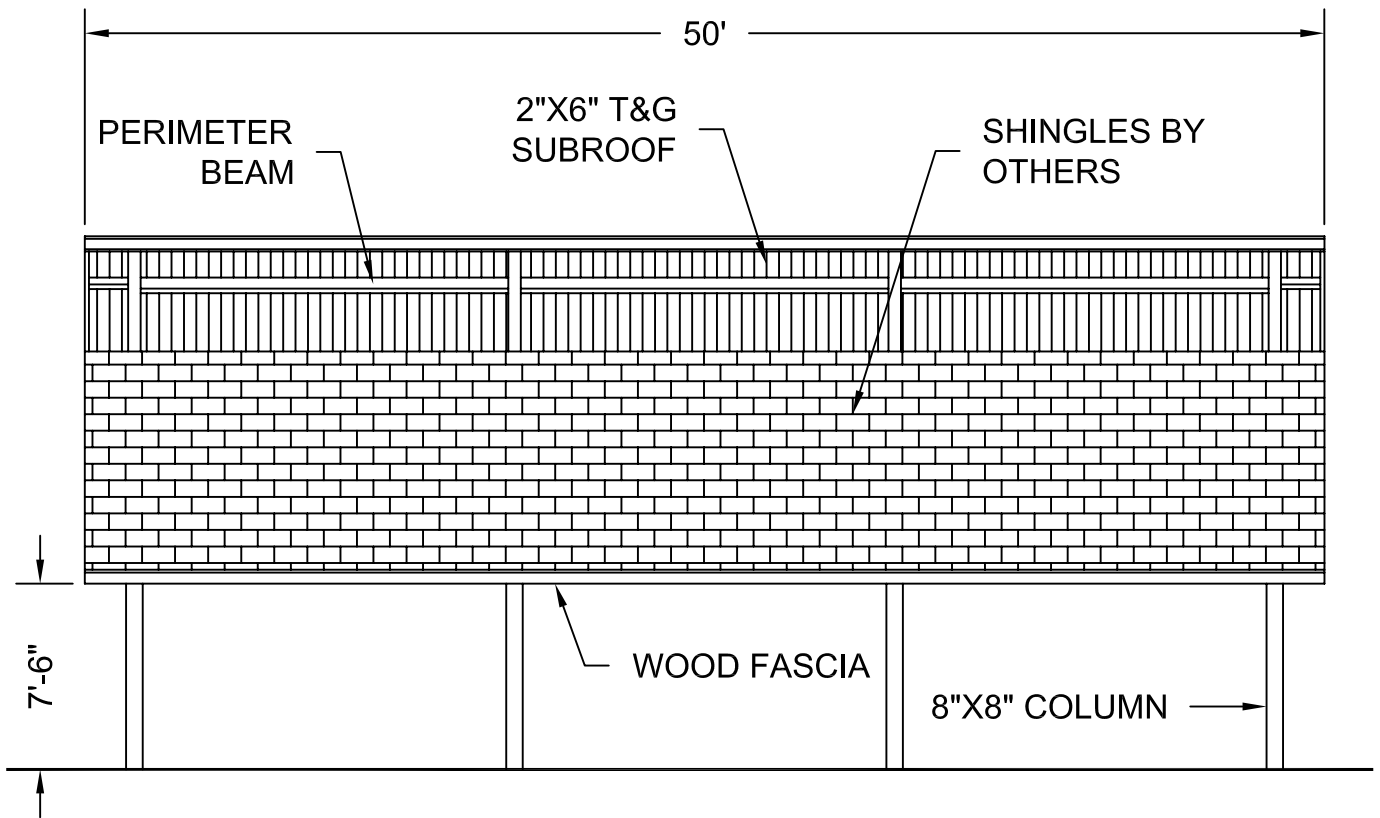 50'
2"X6" T&G
SUBROOF
PERIMETER
BEAM
SHINGLES BY
OTHERS
7'-6"
WOOD FASCIA
8"X8" COLUMN